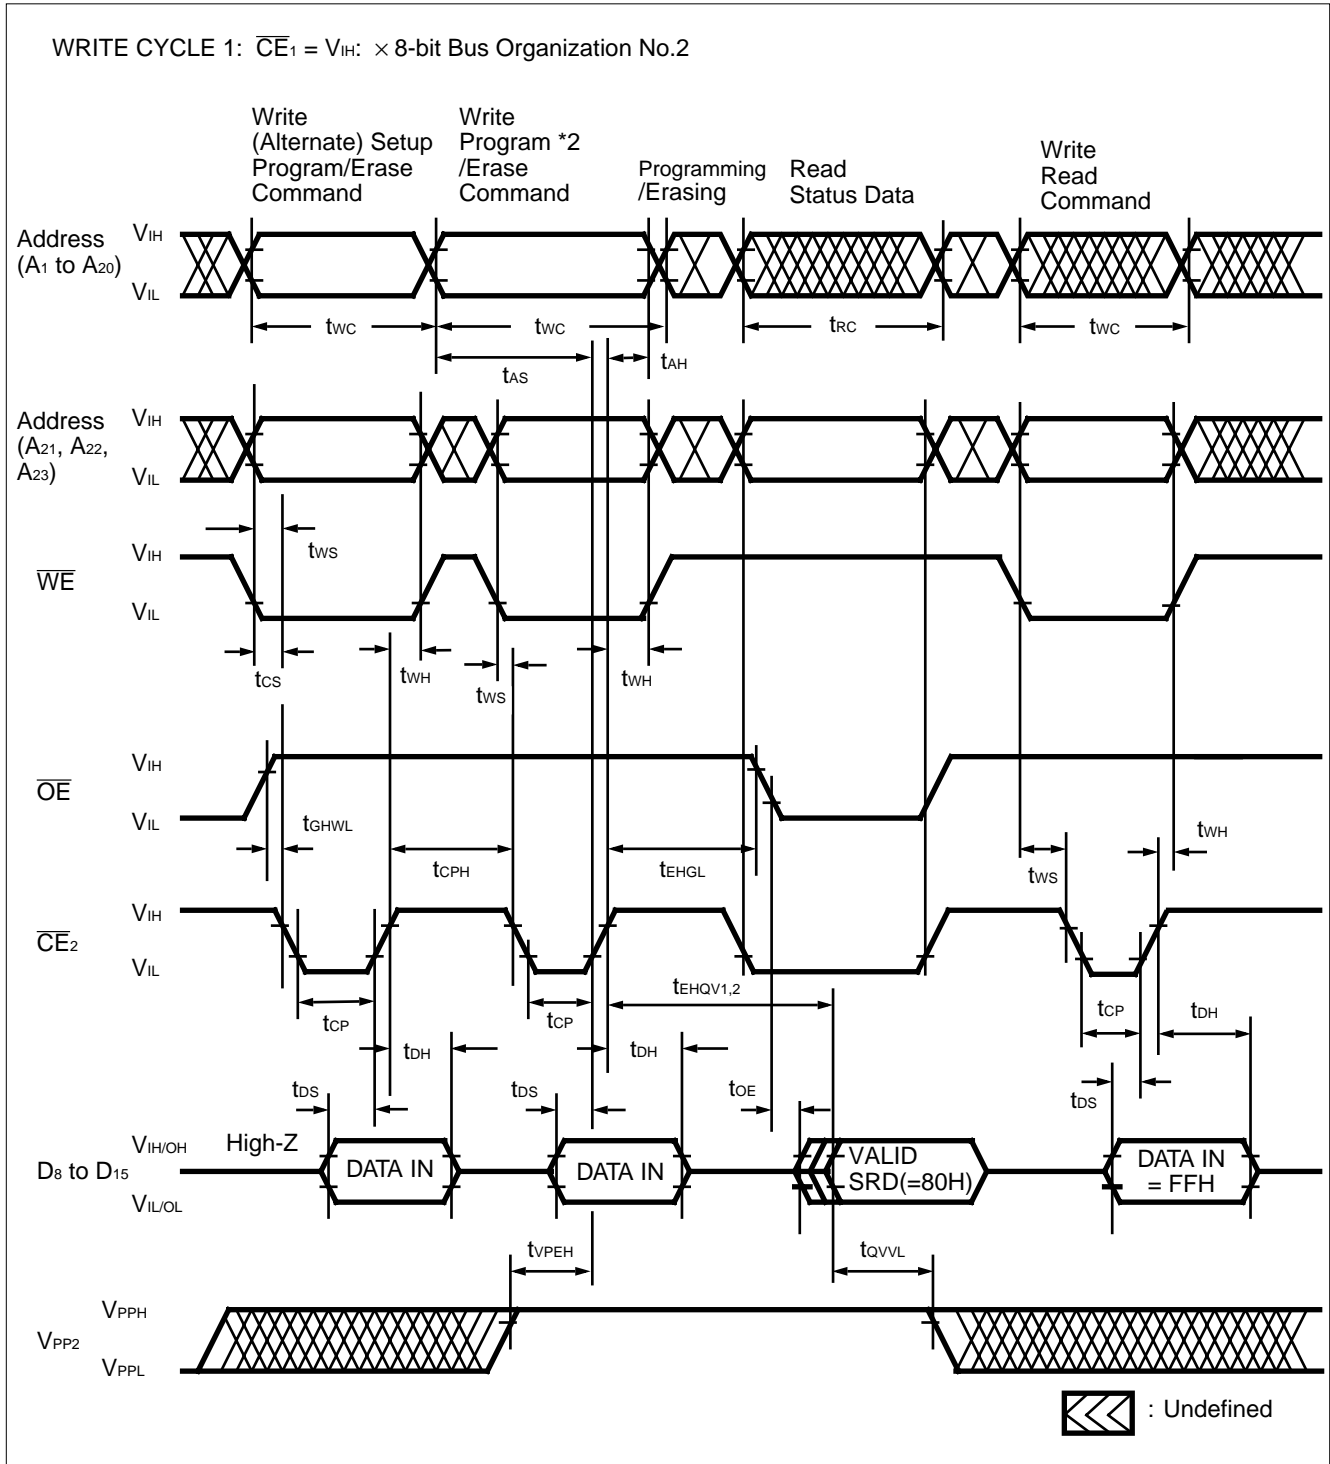 WRITE CYCLE 1: CE1 = VIH: × 8-bit Bus Organization No.2
Write
(Alternate) Setup
Program/Erase
Command
Write
Program *2
/Erase
Command
Programming
/Erasing
Read
Status Data
Write
Read
Command
Address
(A1 to A20)
VIH
VIL
tWC
tWC
tRC
tWC
tAS
tAH
Address
(A21, A22,
A23)
VIH
VIL
tWS
WE
VIH
VIL
tCS
tWH
tWS
tWH
OE
VIH
VIL
tGHWL
tCPH
tEHGL
tWS
tWH
CE2
VIH
VIL
tCP
tCP
tEHQV1,2
tCP
tDH
tDH
tDH
tDS
tDS
tOE
tDS
D8 to D15
VIH/OH
VIL/OL
High-Z
DATA IN
DATA IN
VALID
SRD(=80H)
DATA IN
= FFH
tVPEH
tQVVL
VPP2
VPPH
VPPL
: Undefined